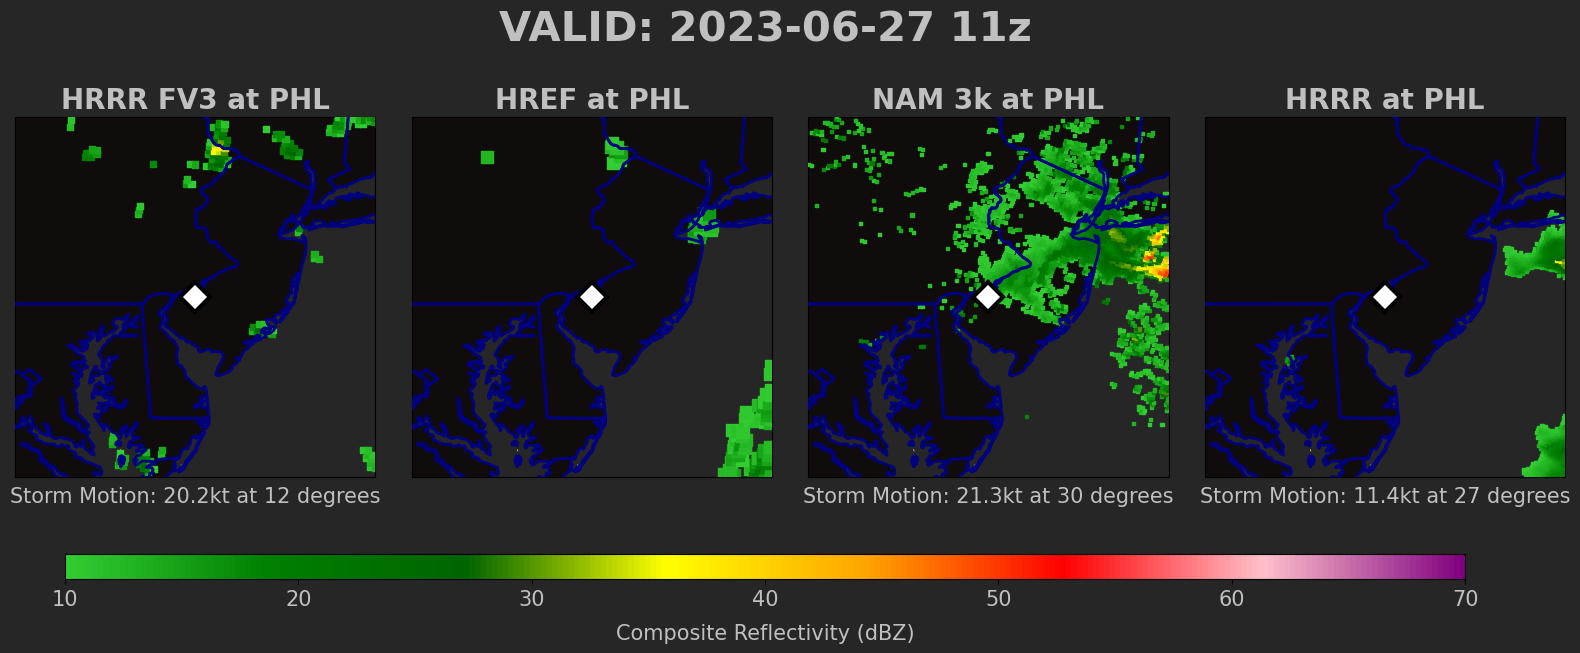 VALID: 2023-06-27 11z
HRRR FV3 at PHL
HREF at PHL
NAM 3k at PHL
HRRR at PHL
Storm Motion: 20.2kt at 12 degrees
Storm Motion: 21.3kt at 30 degrees
Storm Motion: 11.4kt at 27 degrees
10 20 30 40 50 60 70
Composite Reflectivity (dBZ)